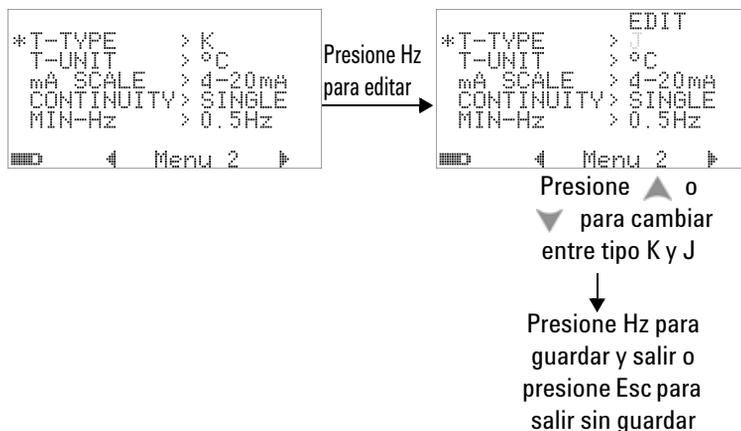 *T-TYPE > K
T-UNIT > °C
mA SCALE > 4-20mA
CONTINUITY> SINGLE
MIN-Hz > 0.5Hz
Menu 2
Presione Hz
para editar
EDIT
*T-TYPE > J
T-UNIT > °C
mA SCALE > 4-20mA
CONTINUITY> SINGLE
MIN-Hz > 0.5Hz
Menu 2
Presione o
para cambiar
entre tipo K y J
Presione Hz para
guardar y salir o
presione Esc para
salir sin guardar